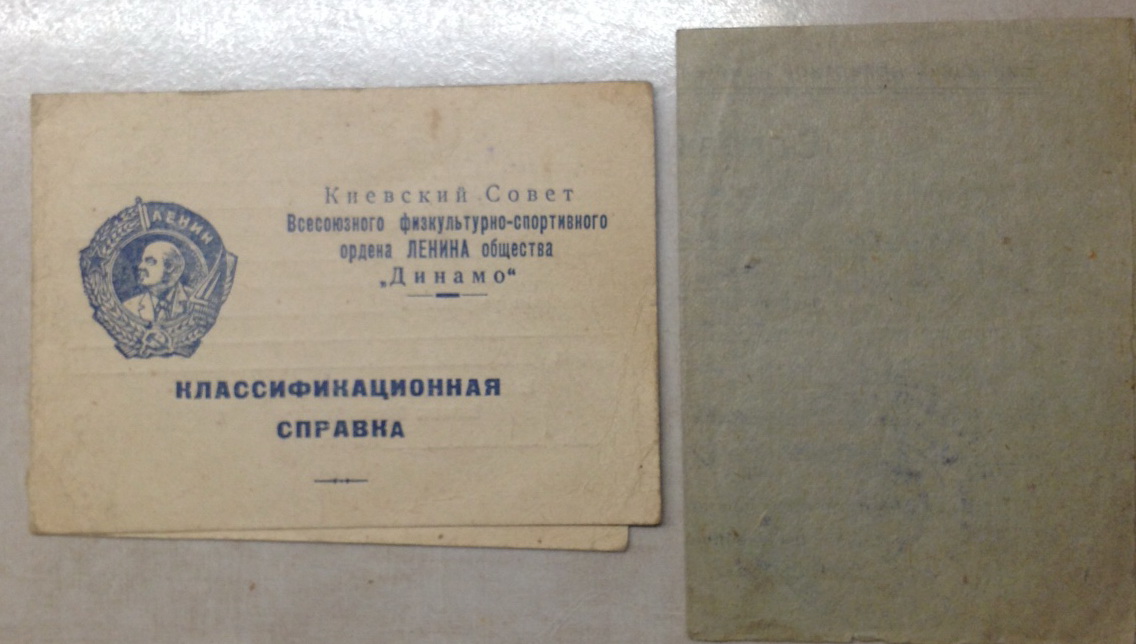 ЛЕНИН
Киевский Совет
Всесоюзного физкультурно-спортивного
ордена ЛЕНИНА общества
„Динамо“
КЛАССИФИКАЦИОННАЯ
СПРАВКА